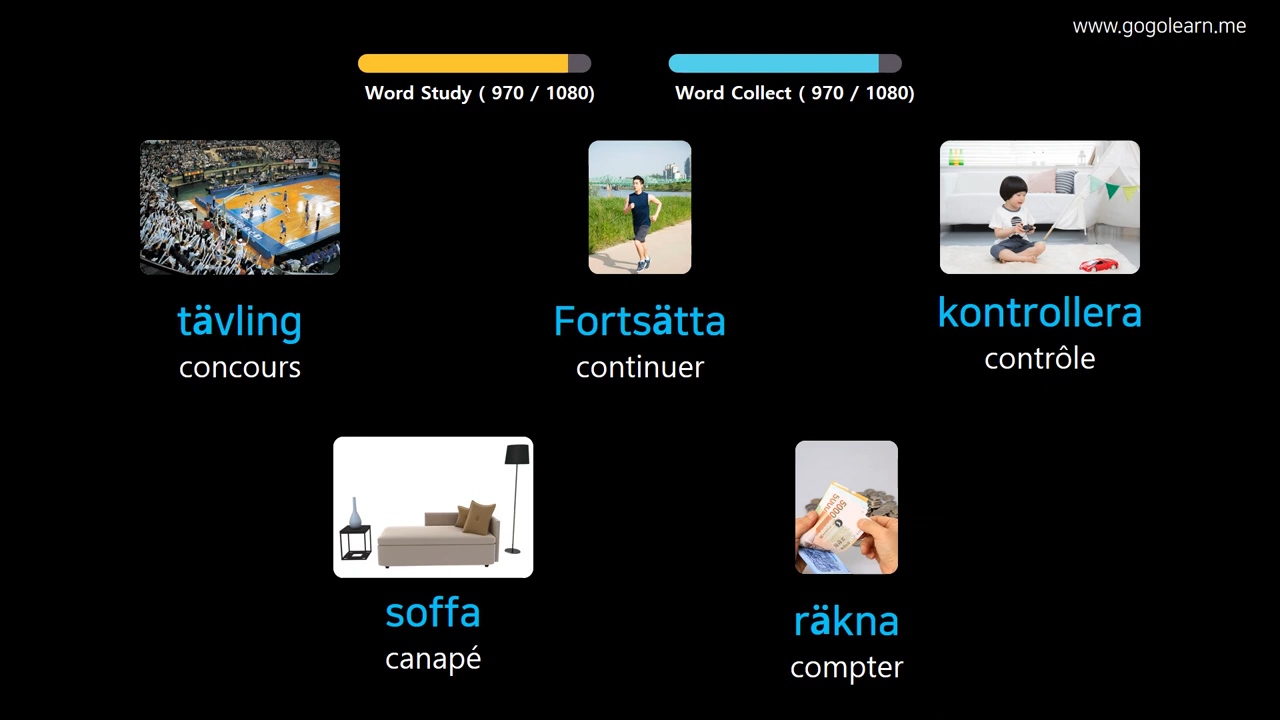 www.gogolearn.me
Word Study ( 970 / 1080)
Word Collect ( 970 / 1080)
tävling
concours
Fortsätta
continuer
kontrollera
contrôle
soffa
canapé
räkna
compter